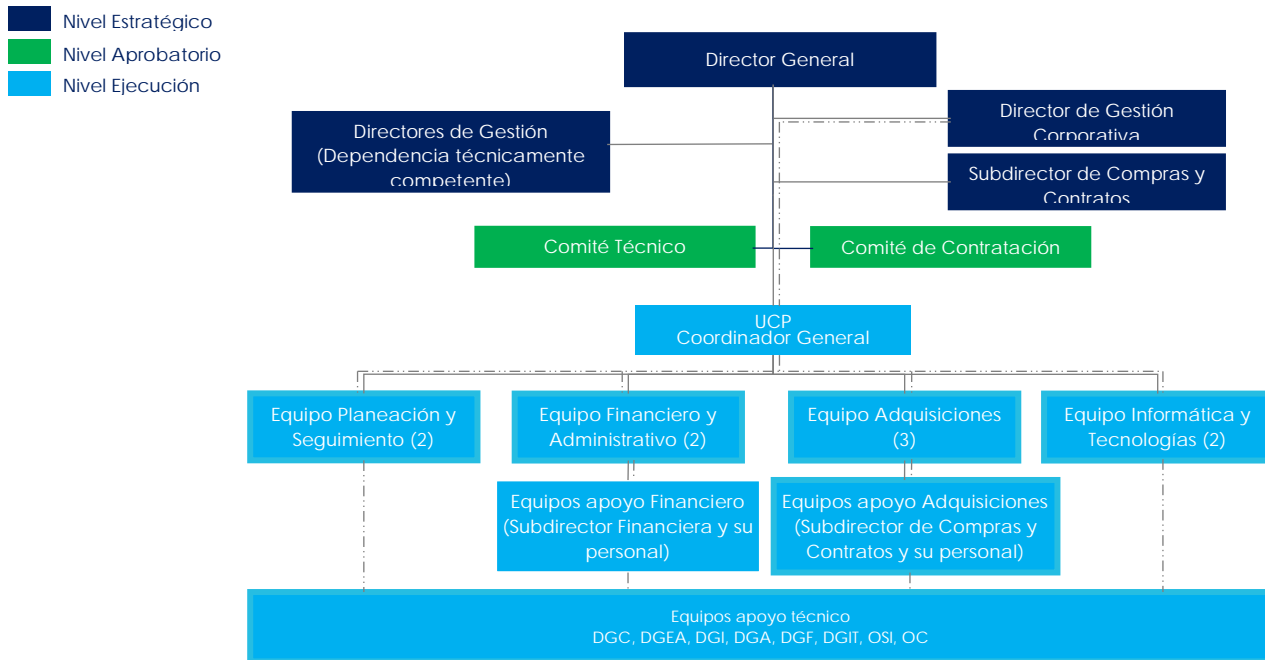 Nivel Estratégico
Nivel Aprobatorio
Nivel Ejecución
Director General
Directores de Gestión
(Dependencia técnicamente
competente)
Director de Gestión
Corporativa
Subdirector de Compras y
Contratos
Comité Técnico
Comité de Contratación
UCP
Coordinador General
Equipo Planeación y
Seguimiento (2)
Equipo Financiero y
Administrativo (2)
Equipo Adquisiciones
(3)
Equipo Informática y
Tecnologías (2)
Equipos apoyo Financiero
(Subdirector Financiera y su
personal)
Equipos apoyo Adquisiciones
(Subdirector de Compras y
Contratos y su personal)
Equipos apoyo técnico
DGC, DGEA, DGI, DGA, DGF, DGIT, OSI, OC